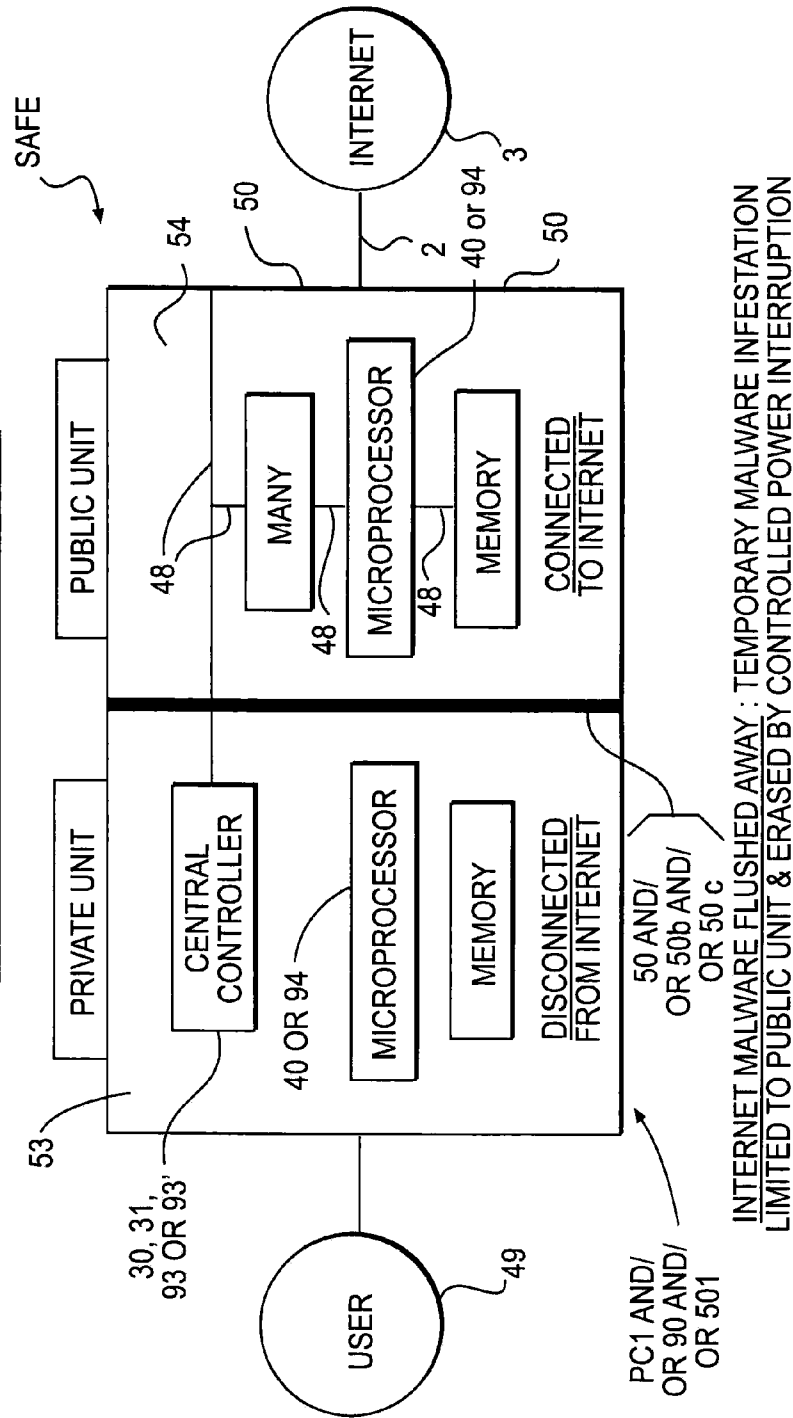 SAFE
PRIVATE UNIT
PUBLIC UNIT
53
54
50
30, 31,
93 OR 93'
CENTRAL
CONTROLLER
48
MANY
48
INTERNET
3
2
USER
49
40 OR 94
MICROPROCESSOR
MICROPROCESSOR
40 or 94
48
MEMORY
MEMORY
50
DISCONNECTED
FROM INTERNET
CONNECTED
TO INTERNET
PC1 AND/
OR 90 AND/
OR 501
50 AND/
OR 50b AND/
OR 50 c
INTERNET MALWARE FLUSHED AWAY : TEMPORARY MALWARE INFESTATION
LIMITED TO PUBLIC UNIT & ERASED BY CONTROLLED POWER INTERRUPTION